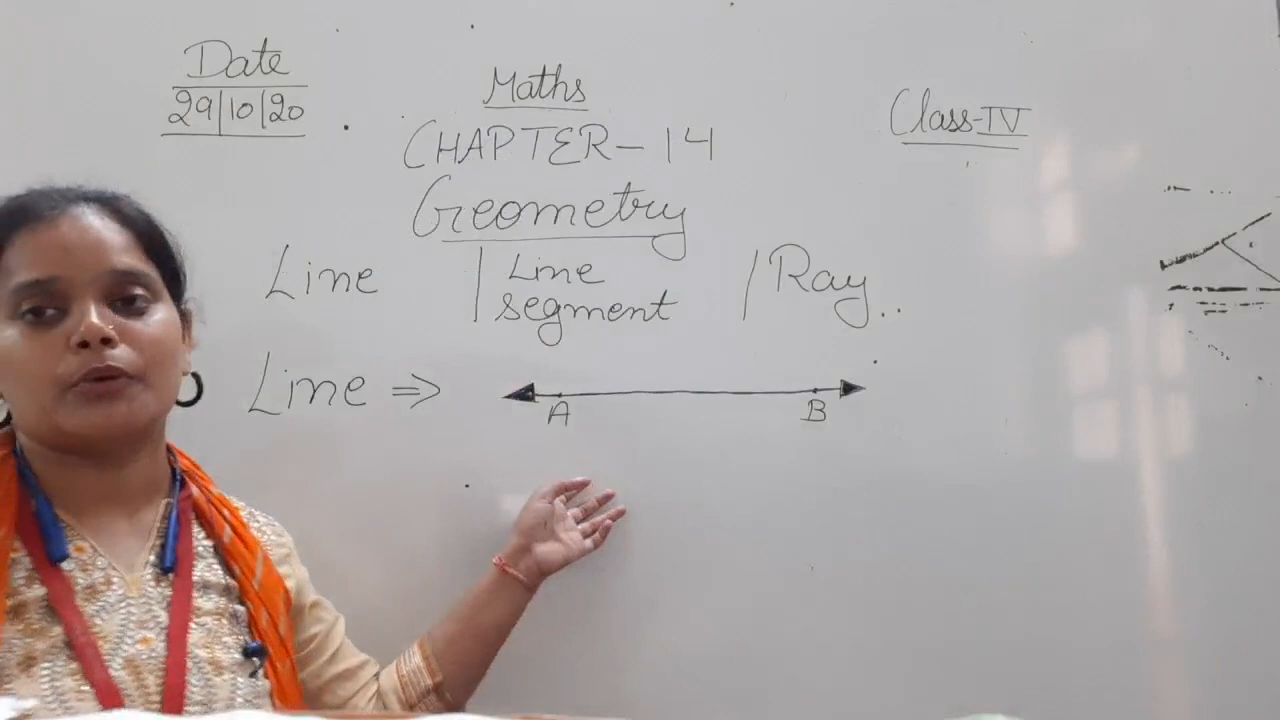 Date
29/10/20
Maths
Class-IV
CHAPTER-14
Geometry
Line | Line segment | Ray..
Line ⇒
A B